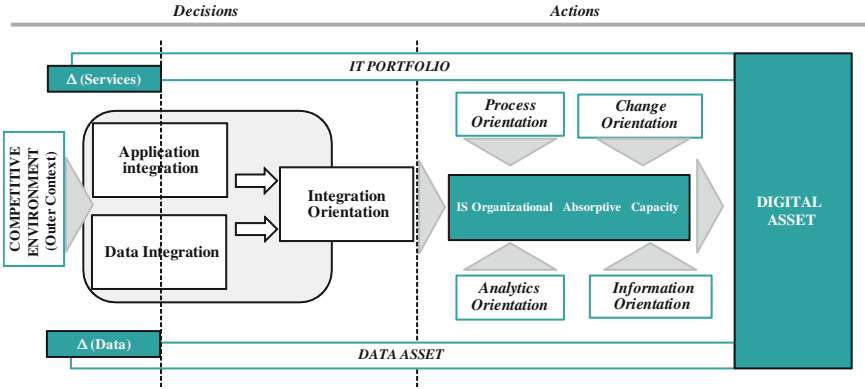 Decisions
Actions
IT PORTFOLIO
Δ (Services)
Process
Orientation
Change
Orientation
COMPETITIVE
ENVIRONMENT
(Outer Context)
Application
integration
Data Integration
Integration
Orientation
IS Organizational Absorptive Capacity
DIGITAL
ASSET
Analytics
Orientation
Information
Orientation
Δ (Data)
DATA ASSET